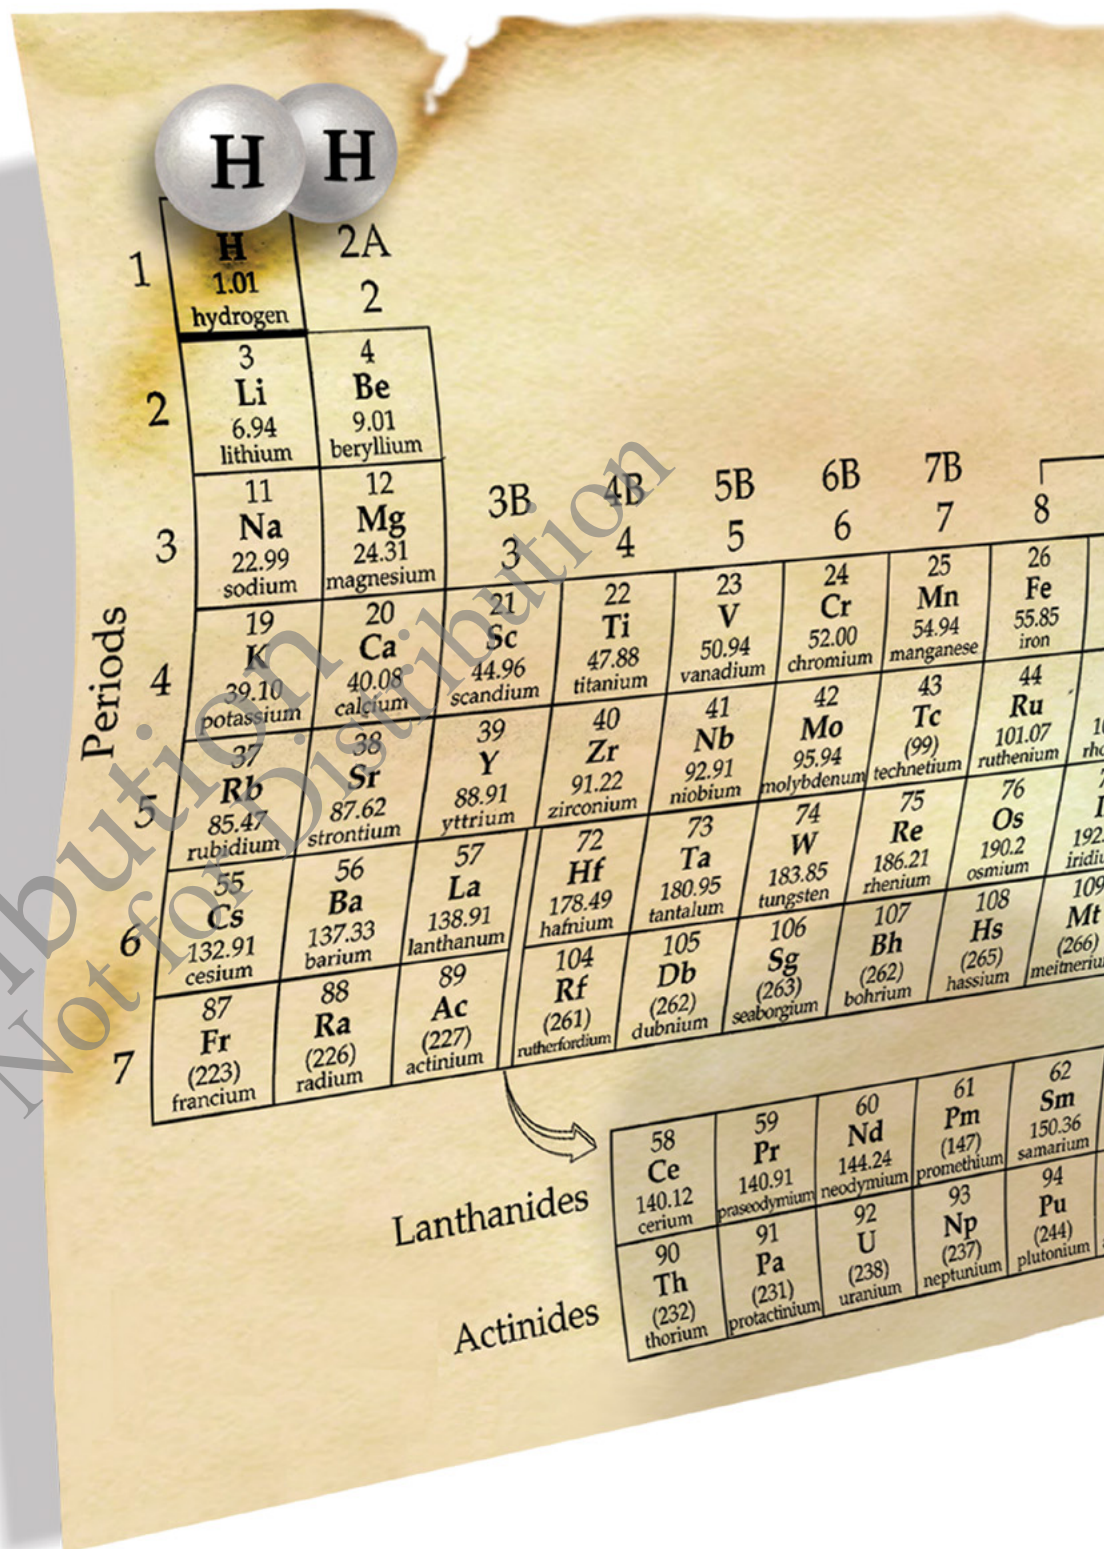 H H
H
1.01
hydrogen
1
2A
2
2
3
Li
6.94
lithium
4
Be
9.01
beryllium
3
11
Na
22.99
sodium
12
Mg
24.31
magnesium
3B
3
4B
4
5B
5
6B
6
7B
7
8
Periods
4
19
K
39.10
potassium
20
Ca
40.08
calcium
21
Sc
44.96
scandium
22
Ti
47.88
titanium
23
V
50.94
vanadium
24
Cr
52.00
chromium
25
Mn
54.94
manganese
26
Fe
55.85
iron
5
37
Rb
85.47
rubidium
38
Sr
87.62
strontium
39
Y
88.91
yttrium
40
Zr
91.22
zirconium
41
Nb
92.91
niobium
42
Mo
95.94
molybdenum
43
Tc
(99)
technetium
44
Ru
101.07
ruthenium
6
55
Cs
132.91
cesium
56
Ba
137.33
barium
57
La
138.91
lanthanum
72
Hf
178.49
hafnium
73
Ta
180.95
tantalum
74
W
183.85
tungsten
75
Re
186.21
rhenium
76
Os
190.2
osmium
192.
7
87
Fr
(223)
francium
88
Ra
(226)
radium
89
Ac
(227)
actinium
104
Rf
(261)
rutherfordium
105
Db
(262)
dubnium
106
Sg
(263)
seaborgium
107
Bh
(262)
bohrium
108
Hs
(265)
hassium
109
Mt
(266)
Lanthanides
58
Ce
140.12
cerium
59
Pr
140.91
praseodymium
60
Nd
144.24
neodymium
61
Pm
(147)
promethium
62
Sm
150.36
samarium
Actinides
90
Th
(232)
thorium
91
Pa
(231)
protactinium
92
U
(238)
uranium
93
Np
(237)
neptunium
94
Pu
(244)
plutonium
Not for Distribution